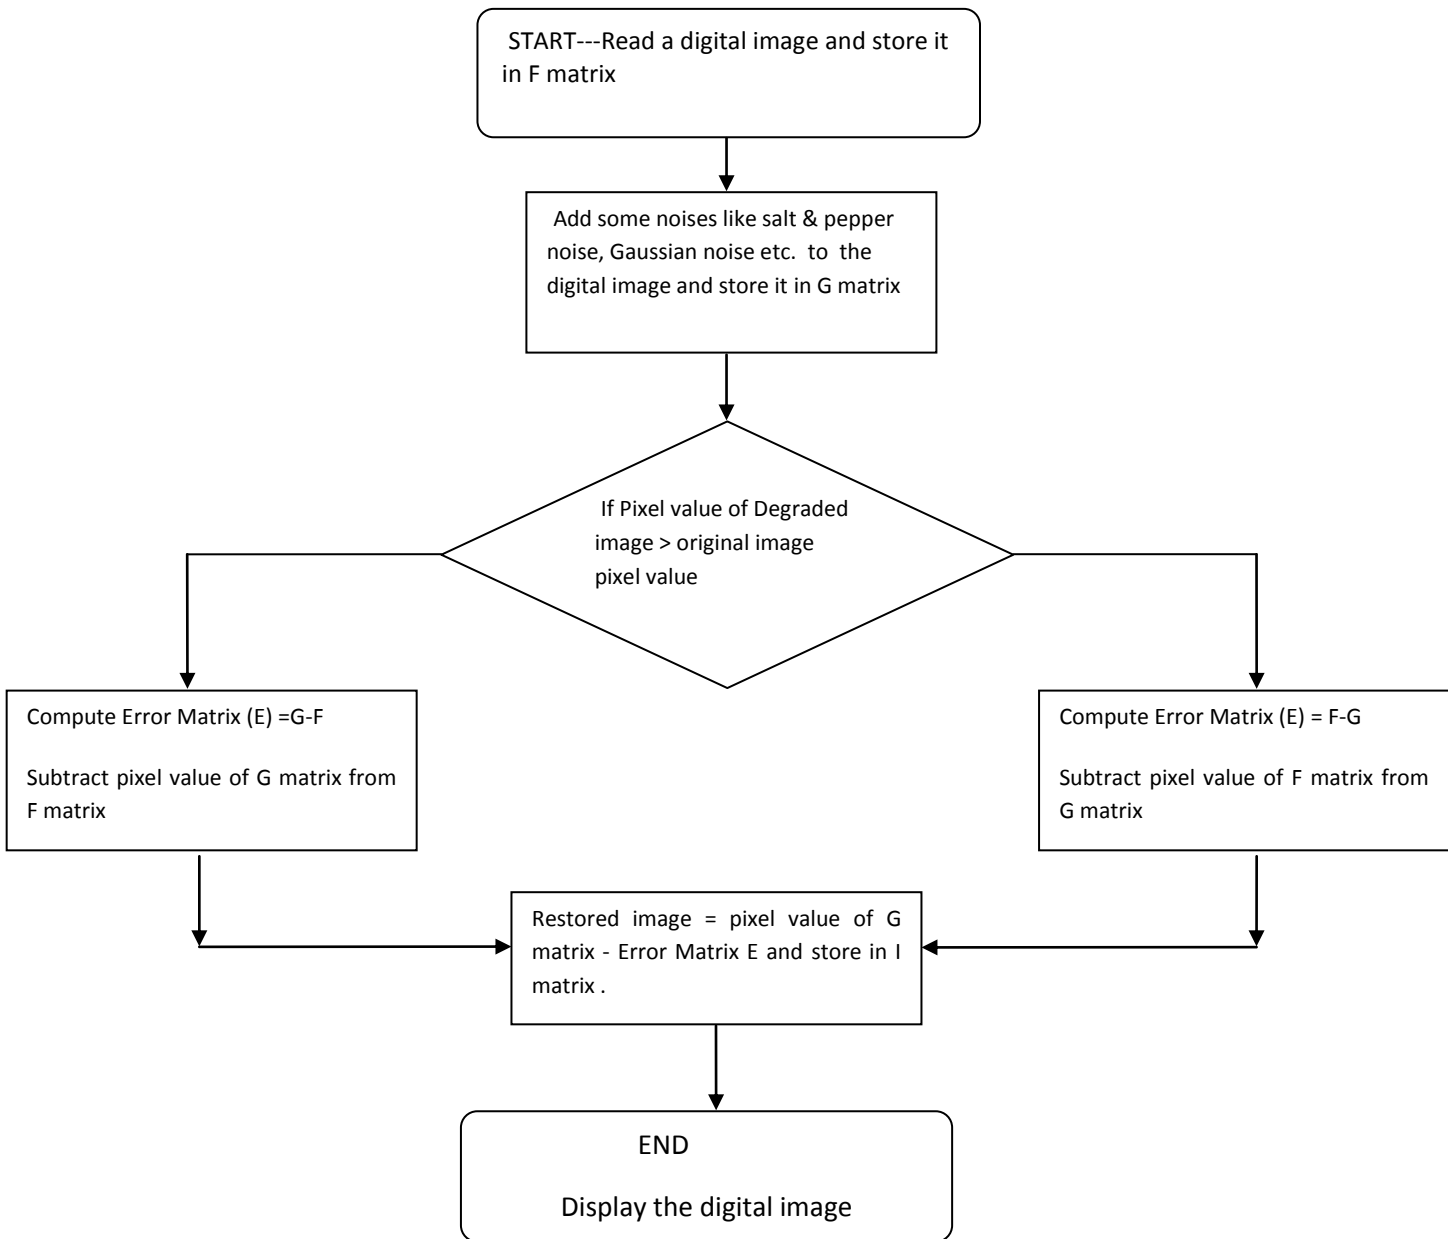 START---Read a digital image and store it
in F matrix
Add some noises like salt & pepper
noise, Gaussian noise etc. to the
digital image and store it in G matrix
If Pixel value of Degraded
image > original image
pixel value
Compute Error Matrix (E) =G-F
Subtract pixel value of G matrix from
F matrix
Compute Error Matrix (E) = F-G
Subtract pixel value of F matrix from
G matrix
Restored image = pixel value of G
matrix - Error Matrix E and store in I
matrix .
END
Display the digital image